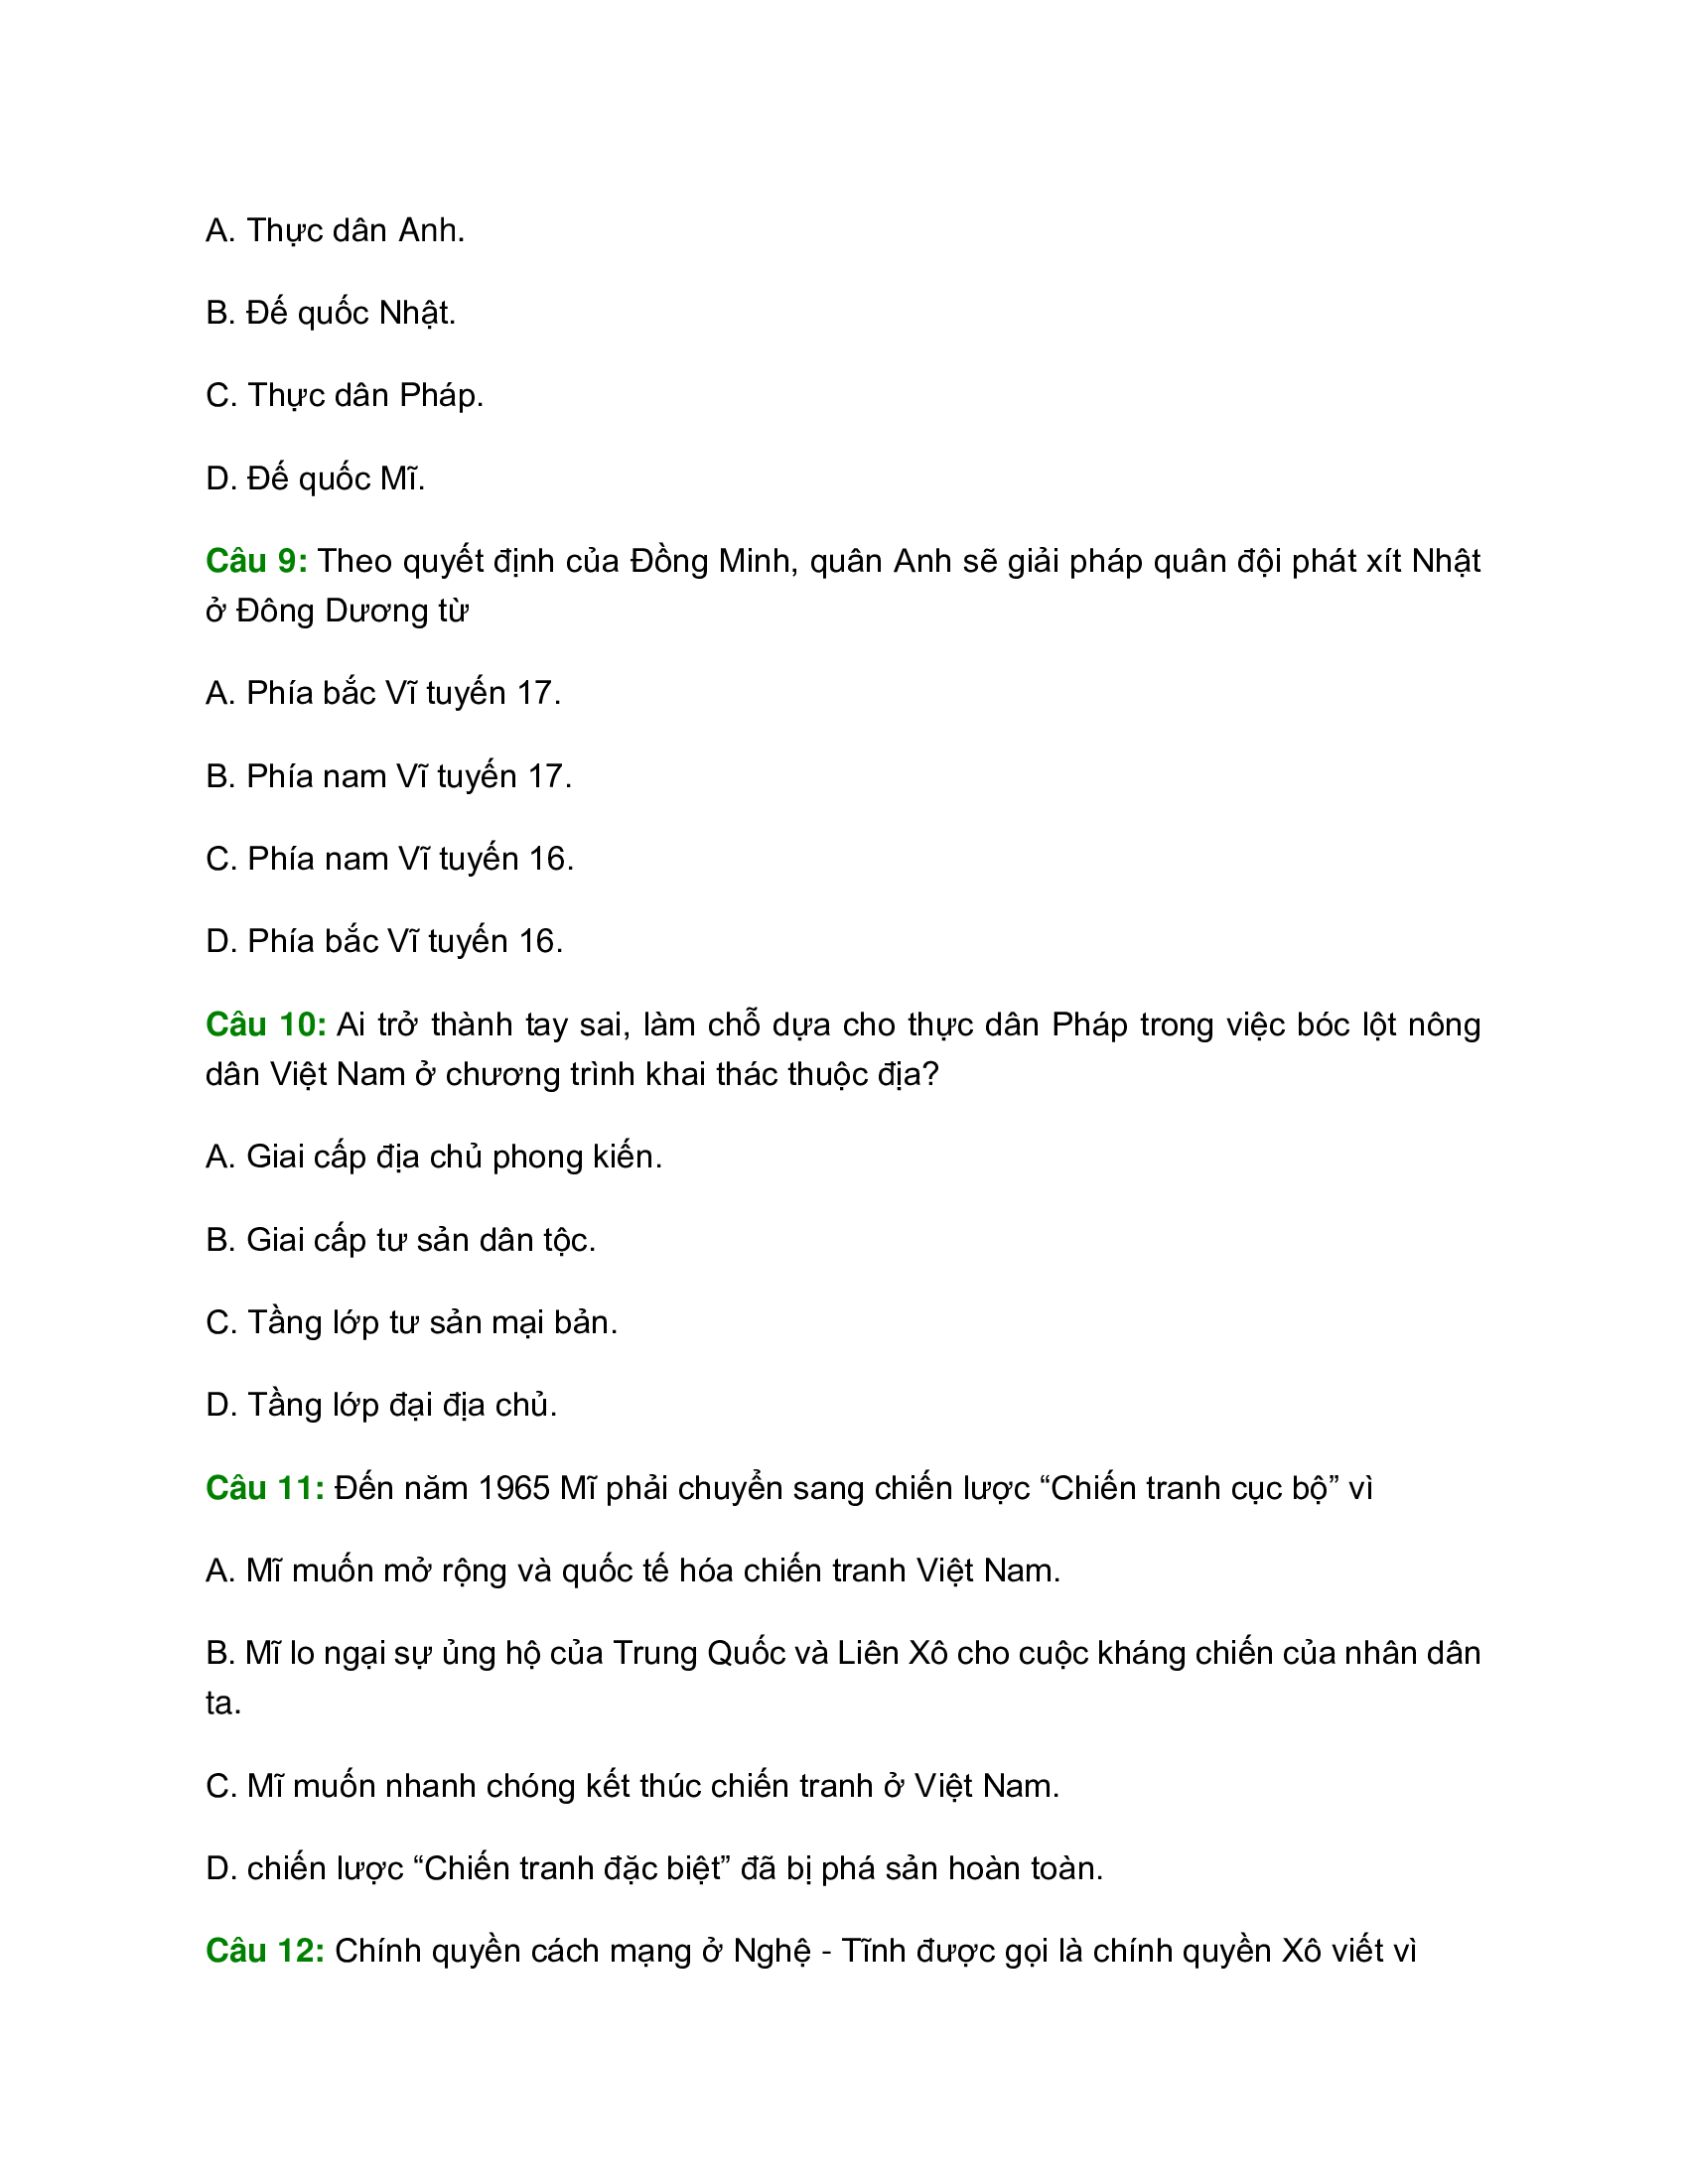 A. Thực dân Anh.
B. Đế quốc Nhật.
C. Thực dân Pháp.
D. Đế quốc Mĩ.
Câu 9: Theo quyết định của Đồng Minh, quân Anh sẽ giải pháp quân đội phát xít Nhật
ở Đông Dương từ
A. Phía bắc Vĩ tuyến 17.
B. Phía nam Vĩ tuyến 17.
C. Phía nam Vĩ tuyến 16.
D. Phía bắc Vĩ tuyến 16.
Câu 10: Ai trở thành tay sai, làm chỗ dựa cho thực dân Pháp trong việc bóc lột nông
dân Việt Nam ở chương trình khai thác thuộc địa?
A. Giai cấp địa chủ phong kiến.
B. Giai cấp tư sản dân tộc.
C. Tầng lớp tư sản mại bản.
D. Tầng lớp đại địa chủ.
Câu 11: Đến năm 1965 Mĩ phải chuyển sang chiến lược “Chiến tranh cục bộ” vì
A. Mĩ muốn mở rộng và quốc tế hóa chiến tranh Việt Nam.
B. Mĩ lo ngại sự ủng hộ của Trung Quốc và Liên Xô cho cuộc kháng chiến của nhân dân
ta.
C. Mĩ muốn nhanh chóng kết thúc chiến tranh ở Việt Nam.
D. chiến lược “Chiến tranh đặc biệt” đã bị phá sản hoàn toàn.
Câu 12: Chính quyền cách mạng ở Nghệ - Tĩnh được gọi là chính quyền Xô viết vì